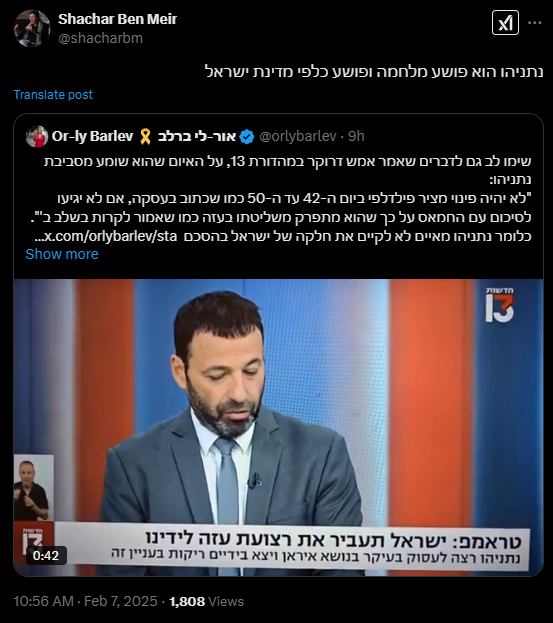 Shachar Ben Meir
@shacharbm
נתניהו הוא פושע מלחמה ופושע כלפי מדינת ישראל
Translate post
Or-ly Barlev 🎗️ אור-לי ברלב @orlybarlev · 9h
שימו לב גם לדברים שאמר אמש דרוקר במהדורת 13, על האיום שהוא שומע מסביבת
נתניהו:
"לא יהיה פינוי מציר פילדלפי ביום ה-42 עד ה-50 כמו שכתוב בעסקה, אם לא יגיעו
לסיכום עם החמאס על כך שהוא מתפרק משליטתו בעזה כמו שאמור לקרות בשלב ב'".
כלומר נתניהו מאיים לא לקיים את חלקה של ישראל בהסכם x.com/orlybarlev/sta…
Show more
חדשות
13
טראמפ: ישראל תעביר את רצועת עזה לידינו
נתניהו רצה לעסוק בעיקר בנושא איראן ויצא בידיים ריקות בעניין זה
חדשות
13
0:42
10:56 AM · Feb 7, 2025 · 1,808 Views